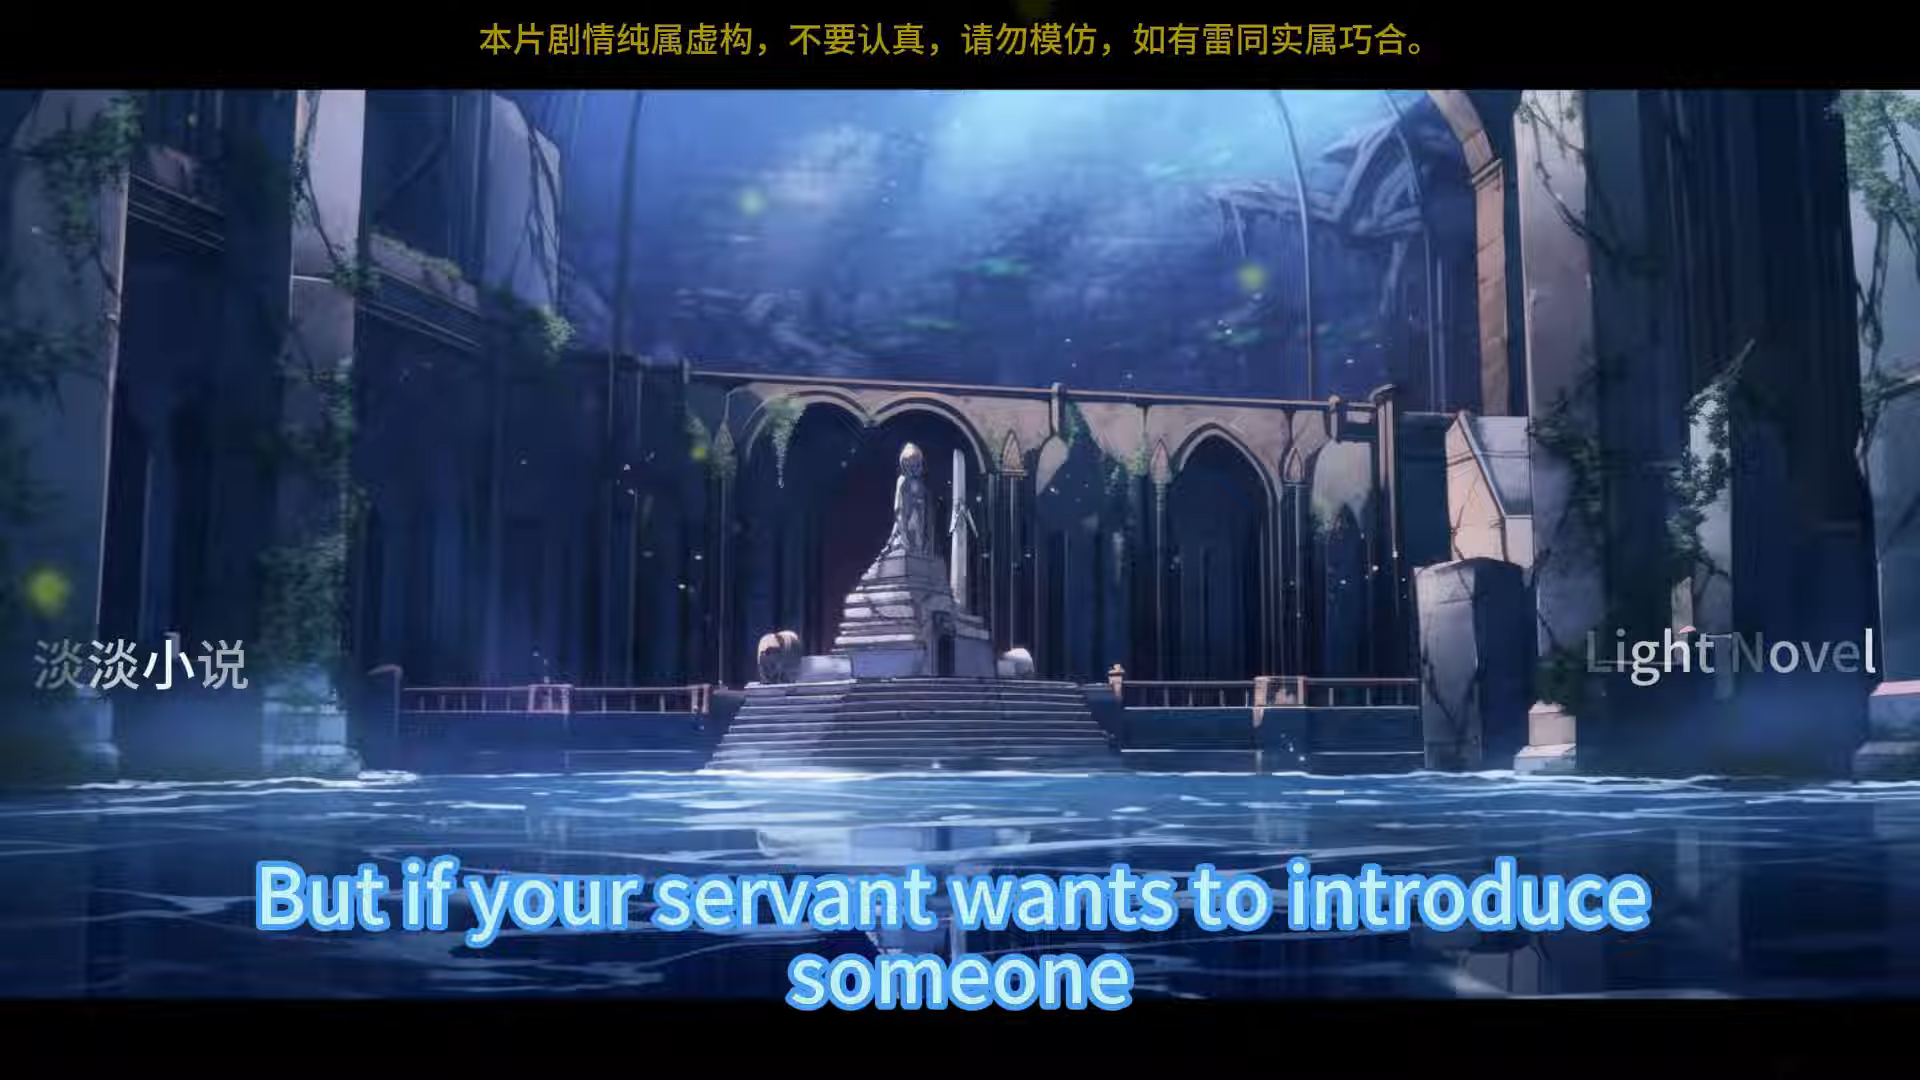 本片剧情纯属虚构，不要认真，请勿模仿，如有雷同实属巧合。
淡淡小说
Light Novel
But if your servant wants to introduce
someone